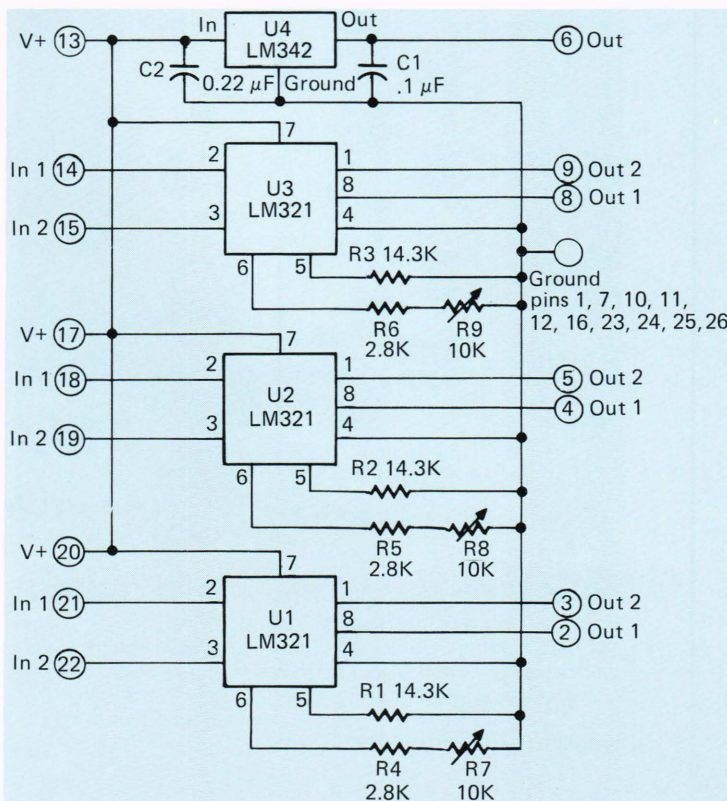 In U4 Out
V+ 13 LM342 6 Out
C2 0.22 μF Ground C1
.1 μF
7
In 1 14 2 1 9 Out 2
U3 8 8 Out 1
LM321
In 2 15 3 4
6 5 R3 14.3K
Ground
pins 1, 7, 10, 11,
12, 16, 23, 24, 25, 26
R6 R9
2.8K 10K
V+ 17
7
In 1 18 2 1 5 Out 2
U2 8 4 Out 1
LM321
In 2 19 3 4
6 5 R2 14.3K
R5 R8
2.8K 10K
V+ 20
7
In 1 21 2 1 3 Out 2
U1 8 2 Out 1
LM321
In 2 22 3 4
6 5 R1 14.3K
R4 R7
2.8K 10K